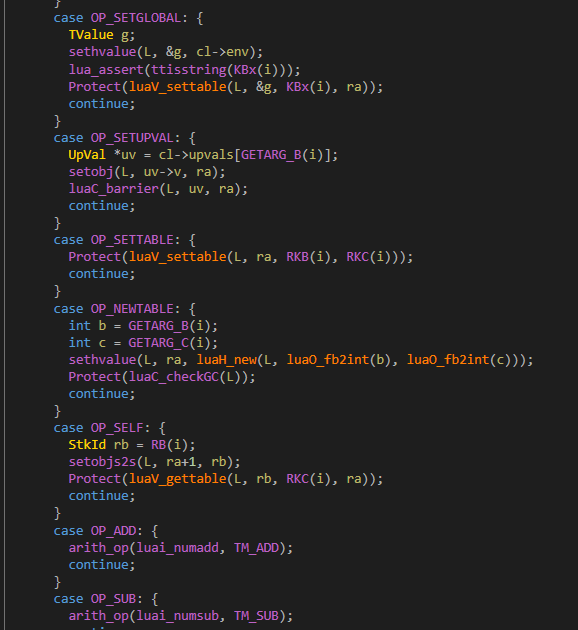 }
case OP_SETGLOBAL: {
TValue g;
sethvalue(L, &g, cl->env);
lua_assert(ttisstring(KBx(i)));
Protect(luaV_settable(L, &g, KBx(i), ra));
continue;
}
case OP_SETUPVAL: {
UpVal *uv = cl->upvals[GETARG_B(i)];
setobj(L, uv->v, ra);
luaC_barrier(L, uv, ra);
continue;
}
case OP_SETTABLE: {
Protect(luaV_settable(L, ra, RKB(i), RKC(i)));
continue;
}
case OP_NEWTABLE: {
int b = GETARG_B(i);
int c = GETARG_C(i);
sethvalue(L, ra, luaH_new(L, luaO_fb2int(b), luaO_fb2int(c)));
Protect(luaC_checkGC(L));
continue;
}
case OP_SELF: {
StkId rb = RB(i);
setobjs2s(L, ra+1, rb);
Protect(luaV_gettable(L, rb, RKC(i), ra));
continue;
}
case OP_ADD: {
arith_op(luai_numadd, TM_ADD);
continue;
}
case OP_SUB: {
arith_op(luai_numsub, TM_SUB);